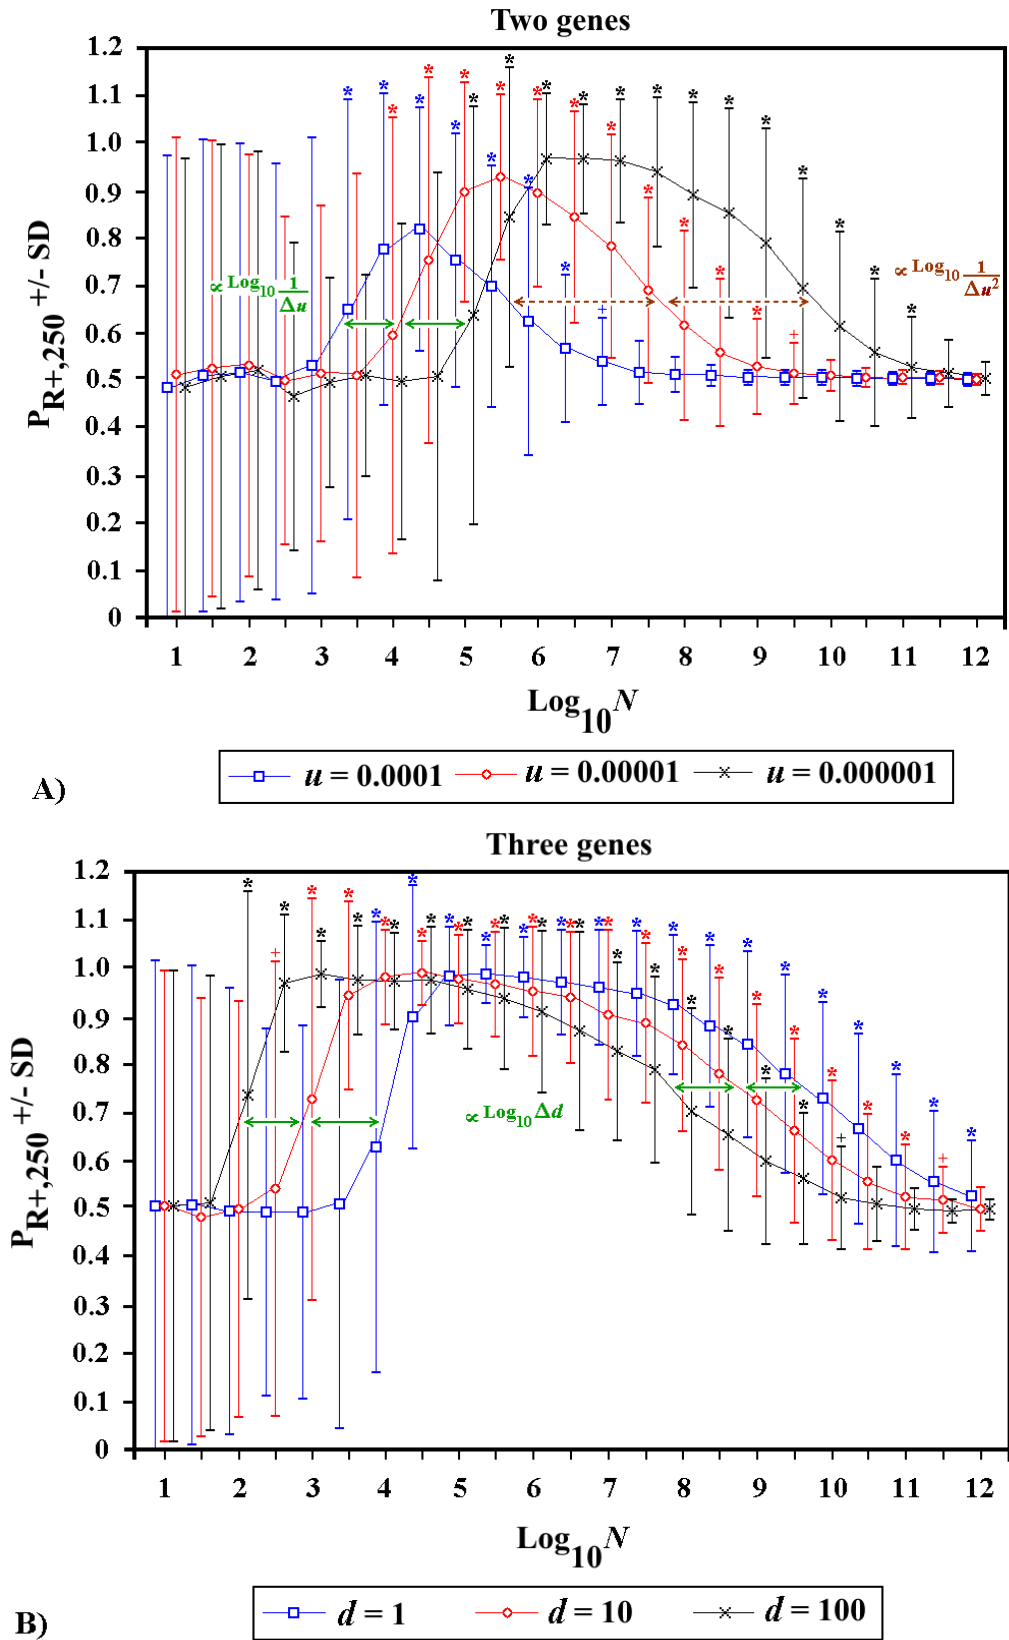 Two genes
1.2
1.1
1.0
0.9
0.8
0.7
0.6
0.5
0.4
0.3
0.2
0.1
0
P_R+,250 +/- SD
∝ Log10 1/Δu
∝ Log10 1/Δu²
1 2 3 4 5 6 7 8 9 10 11 12
Log10N
u = 0.0001 u = 0.00001 u = 0.000001
A)
Three genes
1.2
1.1
1.0
0.9
0.8
0.7
0.6
0.5
0.4
0.3
0.2
0.1
0
P_R+,250 +/- SD
∝ Log10 Δd
1 2 3 4 5 6 7 8 9 10 11 12
Log10N
d = 1 d = 10 d = 100
B)